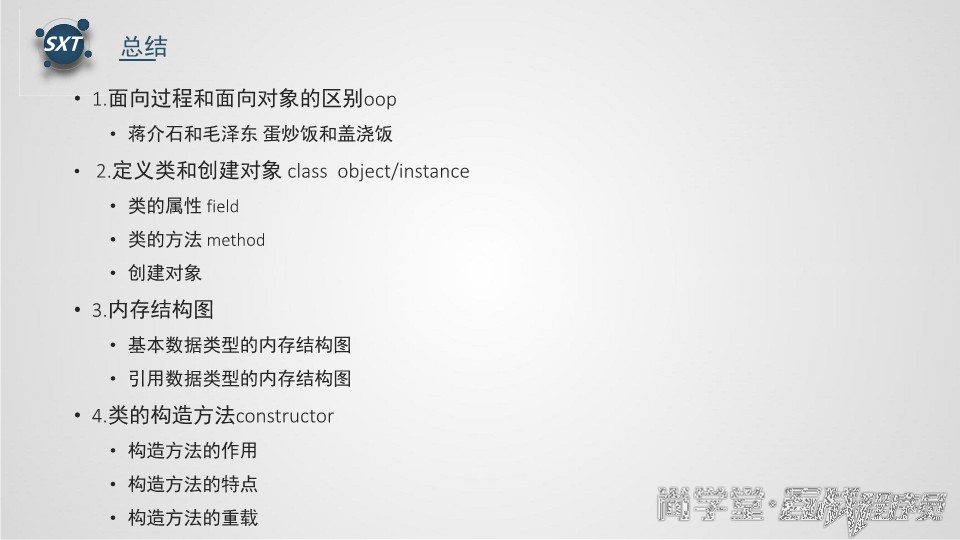 SXT
总结
• 1.面向过程和面向对象的区别oop
• 蒋介石和毛泽东 蛋炒饭和盖浇饭
• 2.定义类和创建对象 class object/instance
• 类的属性 field
• 类的方法 method
• 创建对象
• 3.内存结构图
• 基本数据类型的内存结构图
• 引用数据类型的内存结构图
• 4.类的构造方法constructor
• 构造方法的作用
• 构造方法的特点
• 构造方法的重载
尚学堂·